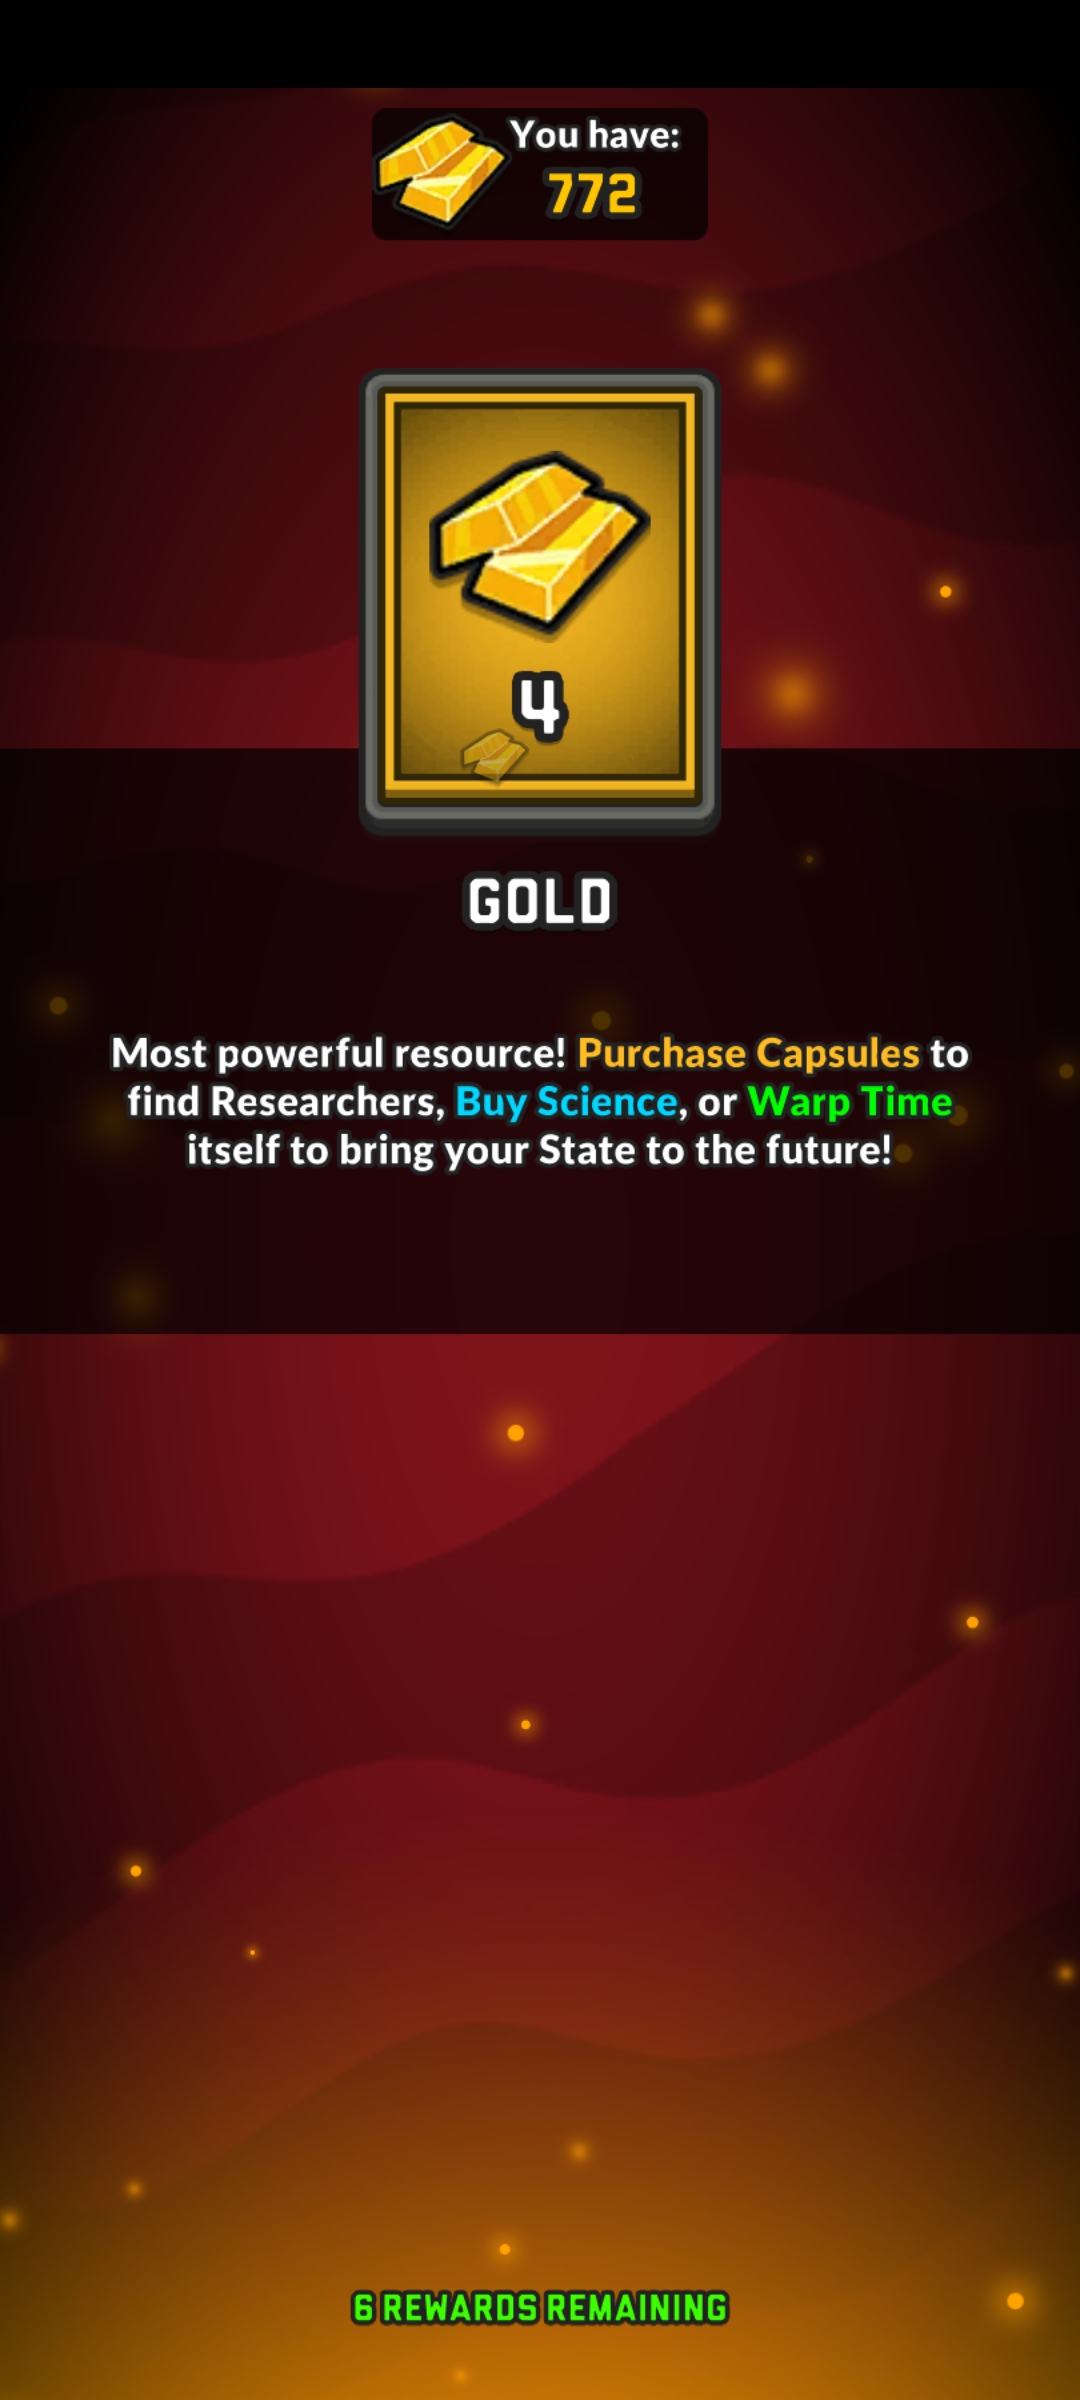 You have:
772
4
GOLD
Most powerful resource! Purchase Capsules to
find Researchers, Buy Science, or Warp Time
itself to bring your State to the future!
6 REWARDS REMAINING